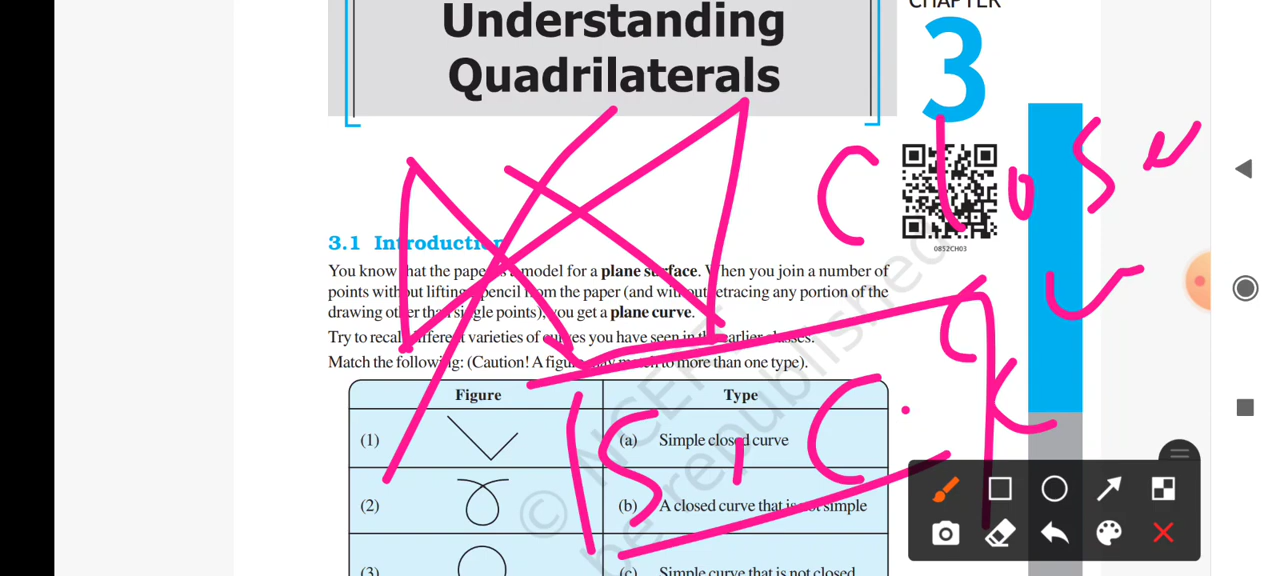 CHAPTER
Understanding
Quadrilaterals
3
0852CH03
3.1 Introduction
You know that the paper is a model for a plane surface. When you join a number of
points without lifting a pencil from the paper (and without retracing any portion of the
drawing other than single points), you get a plane curve.
Try to recall different varieties of curves you have seen in the earlier classes.
Match the following: (Caution! A figure may match to more than one type).
Figure Type
(1) (a) Simple closed curve
(2) (b) A closed curve that is not simple
(3) (c) Simple curve that is not closed
© NCERT
be republished
S. C.